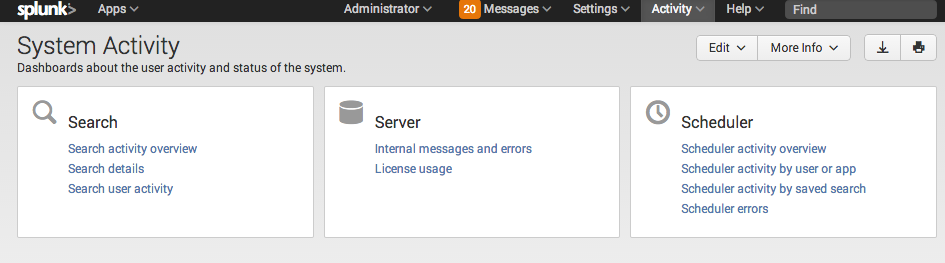 splunk> Apps Administrator 20 Messages Settings Activity Help Find
System Activity
Dashboards about the user activity and status of the system.
Edit More Info
Search
Search activity overview
Search details
Search user activity
Server
Internal messages and errors
License usage
Scheduler
Scheduler activity overview
Scheduler activity by user or app
Scheduler activity by saved search
Scheduler errors